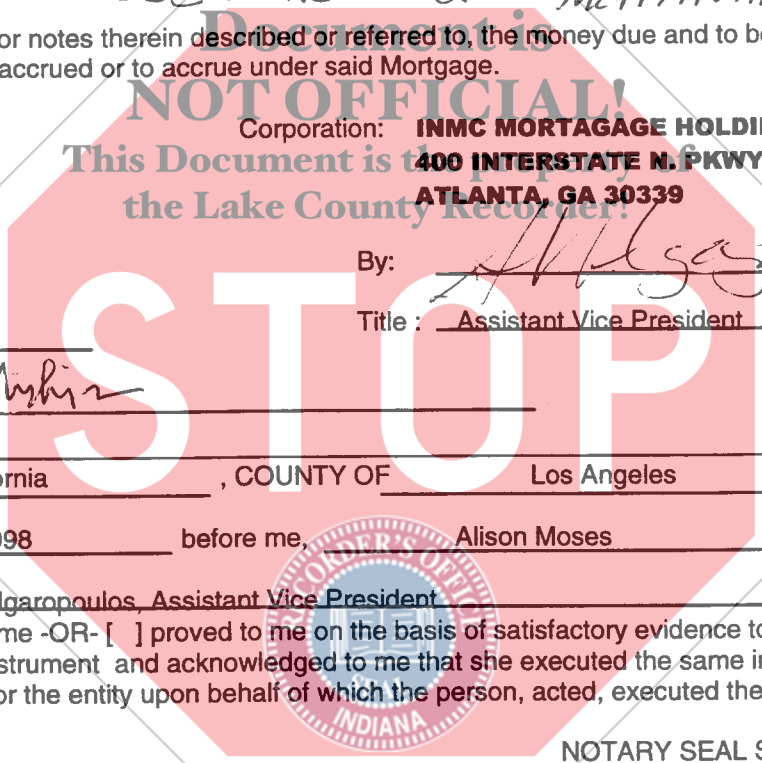 or notes therein described or referred to, the money due and to be
Document is
accrued or to accrue under said Mortgage.
NOT OFFICIAL!
Corporation: INMC MORTAGAGE HOLDI
This Document is the property of
400 INTERSTATE N. PKWY
the Lake County Recorder!
ATLANTA, GA 30339
By:
Title : Assistant Vice President
STOP
ornia , COUNTY OF Los Angeles
998 before me, Alison Moses
lgaropoulos, Assistant Vice President
me -OR- [ ] proved to me on the basis of satisfactory evidence to
strument and acknowledged to me that she executed the same in
or the entity upon behalf of which the person, acted, executed the
RECORDER'S OFFICE
SEAL
INDIANA
NOTARY SEAL S